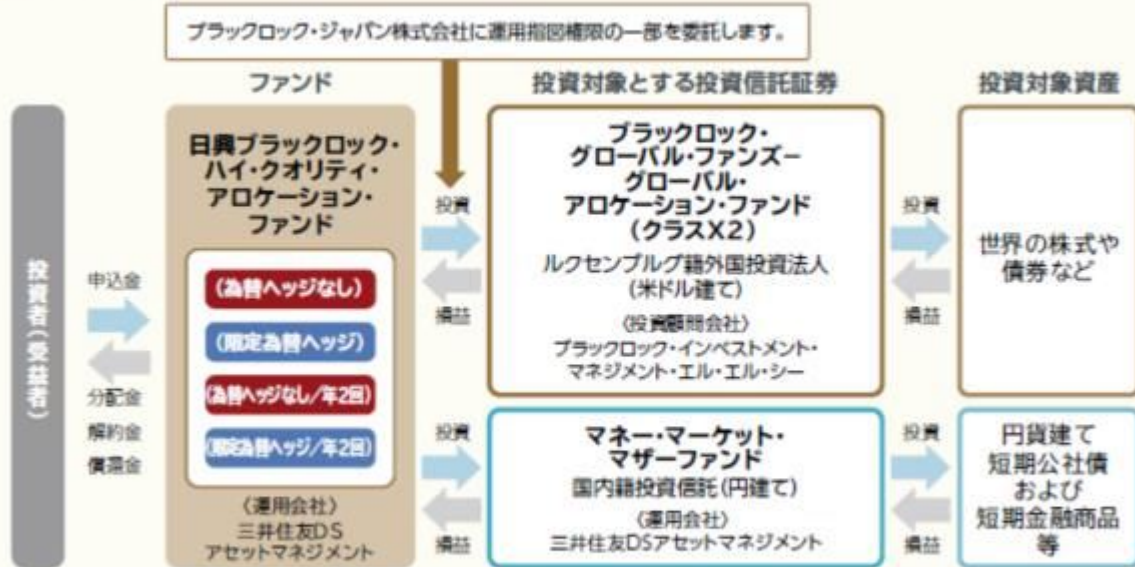 ブラックロック・ジャパン株式会社に運用指図権限の一部を委託します。
ファンド
投資対象とする投資信託証券
投資対象資産
投資者(受益者)
申込金
分配金
解約金
償還金
日興ブラックロック・
ハイ・クオリティ・
アロケーション・
ファンド
(為替ヘッジなし)
(限定為替ヘッジ)
(為替ヘッジなし/年2回)
(限定為替ヘッジ/年2回)
〈運用会社〉
三井住友DS
アセットマネジメント
投資
損益
ブラックロック・
グローバル・ファンズ−
グローバル・
アロケーション・ファンド
(クラスX2)
ルクセンブルグ籍外国投資法人
(米ドル建て)
〈投資顧問会社〉
ブラックロック・インベストメント・
マネジメント・エル・エル・シー
投資
損益
世界の株式や
債券など
投資
損益
マネー・マーケット・
マザーファンド
国内籍投資信託(円建て)
〈運用会社〉
三井住友DSアセットマネジメント
投資
損益
円貨建て
短期公社債
および
短期金融商品
等